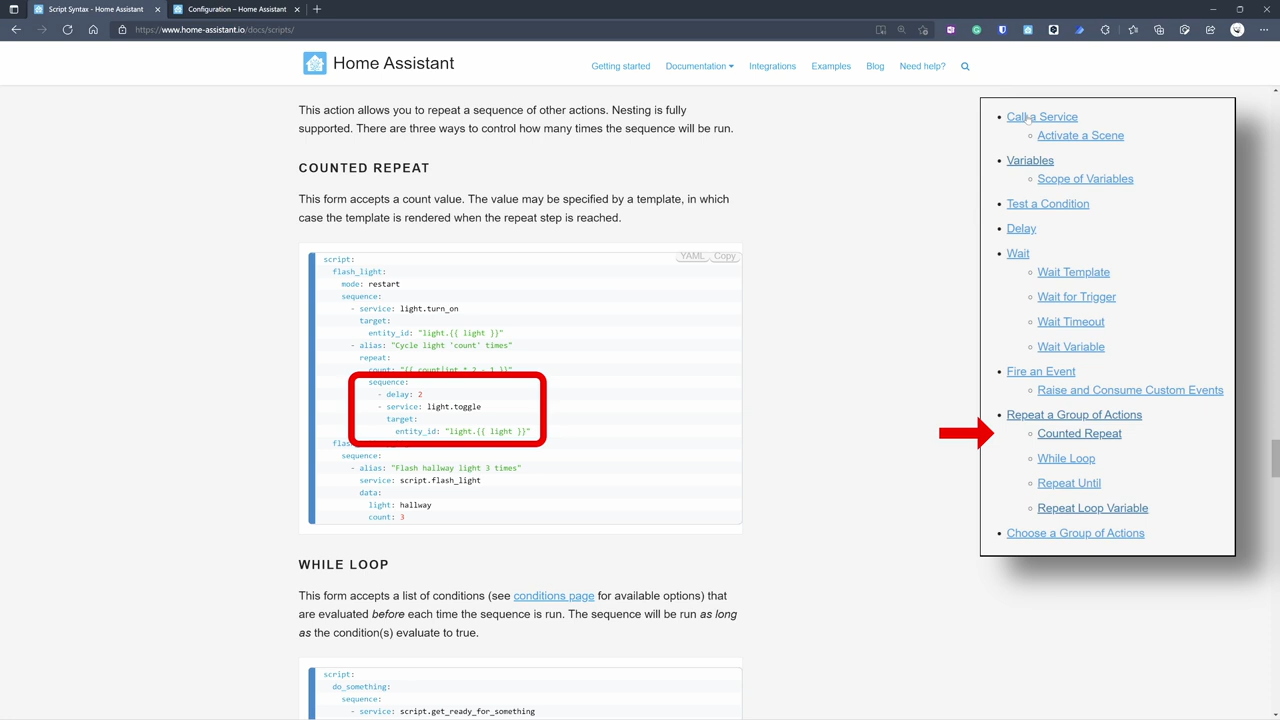 Script Syntax - Home Assistant
Configuration – Home Assistant
https://www.home-assistant.io/docs/scripts/
Home Assistant
Getting started
Documentation
Integrations
Examples
Blog
Need help?
This action allows you to repeat a sequence of other actions. Nesting is fully
supported. There are three ways to control how many times the sequence will be run.
COUNTED REPEAT
This form accepts a count value. The value may be specified by a template, in which
case the template is rendered when the repeat step is reached.
YAML
Copy
script:
flash_light:
mode: restart
sequence:
- service: light.turn_on
target:
entity_id: "light.{{ light }}"
- alias: "Cycle light 'count' times"
repeat:
count: "{{ count|int * 2 - 1 }}"
sequence:
- delay: 2
- service: light.toggle
target:
entity_id: "light.{{ light }}"
sequence:
- alias: "Flash hallway light 3 times"
service: script.flash_light
data:
light: hallway
count: 3
WHILE LOOP
This form accepts a list of conditions (see conditions page for available options) that
are evaluated before each time the sequence is run. The sequence will be run as long
as the condition(s) evaluate to true.
script:
do_something:
sequence:
- service: script.get_ready_for_something
• Call a Service
◦ Activate a Scene
• Variables
◦ Scope of Variables
• Test a Condition
• Delay
• Wait
◦ Wait Template
◦ Wait for Trigger
◦ Wait Timeout
◦ Wait Variable
• Fire an Event
◦ Raise and Consume Custom Events
• Repeat a Group of Actions
◦ Counted Repeat
◦ While Loop
◦ Repeat Until
◦ Repeat Loop Variable
• Choose a Group of Actions